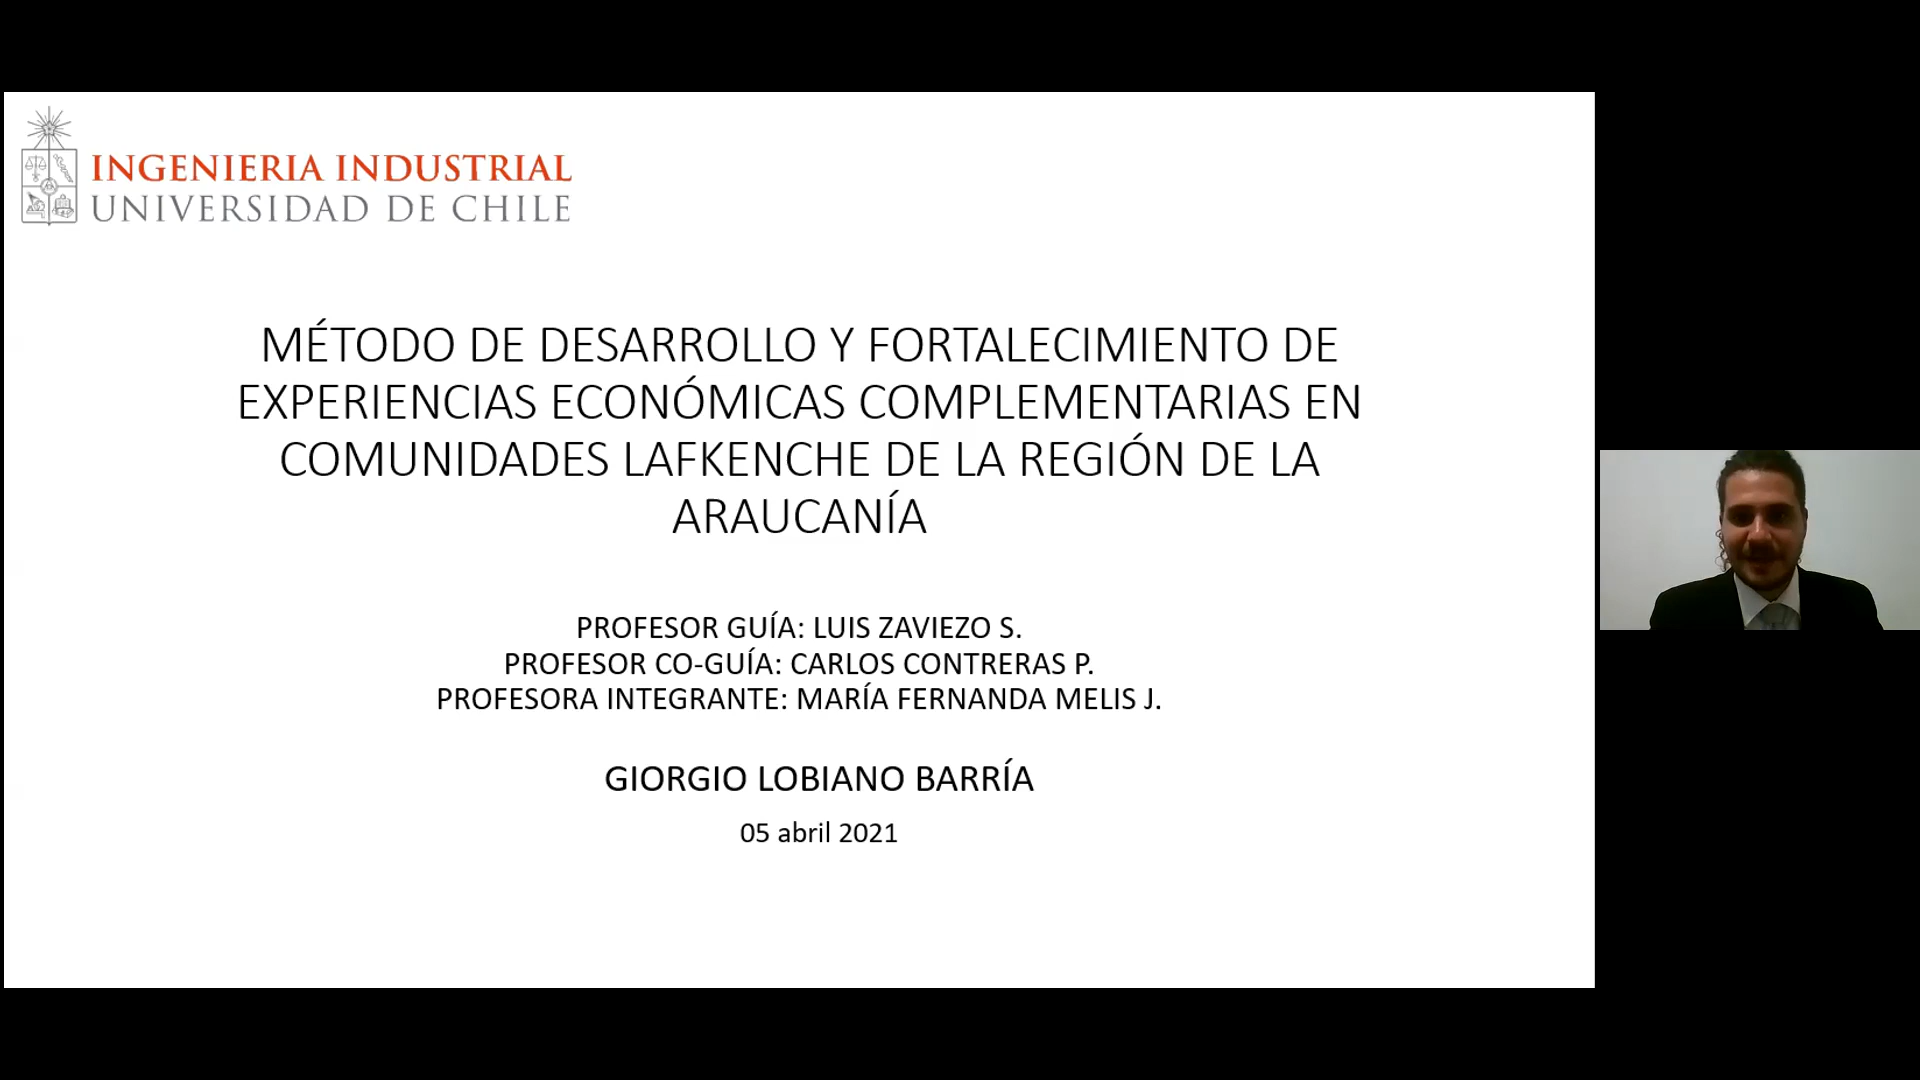 INGENIERIA INDUSTRIAL
UNIVERSIDAD DE CHILE
MÉTODO DE DESARROLLO Y FORTALECIMIENTO DE
EXPERIENCIAS ECONÓMICAS COMPLEMENTARIAS EN
COMUNIDADES LAFKENCHE DE LA REGIÓN DE LA
ARAUCANÍA
PROFESOR GUÍA: LUIS ZAVIEZO S.
PROFESOR CO-GUÍA: CARLOS CONTRERAS P.
PROFESORA INTEGRANTE: MARÍA FERNANDA MELIS J.
GIORGIO LOBIANO BARRÍA
05 abril 2021